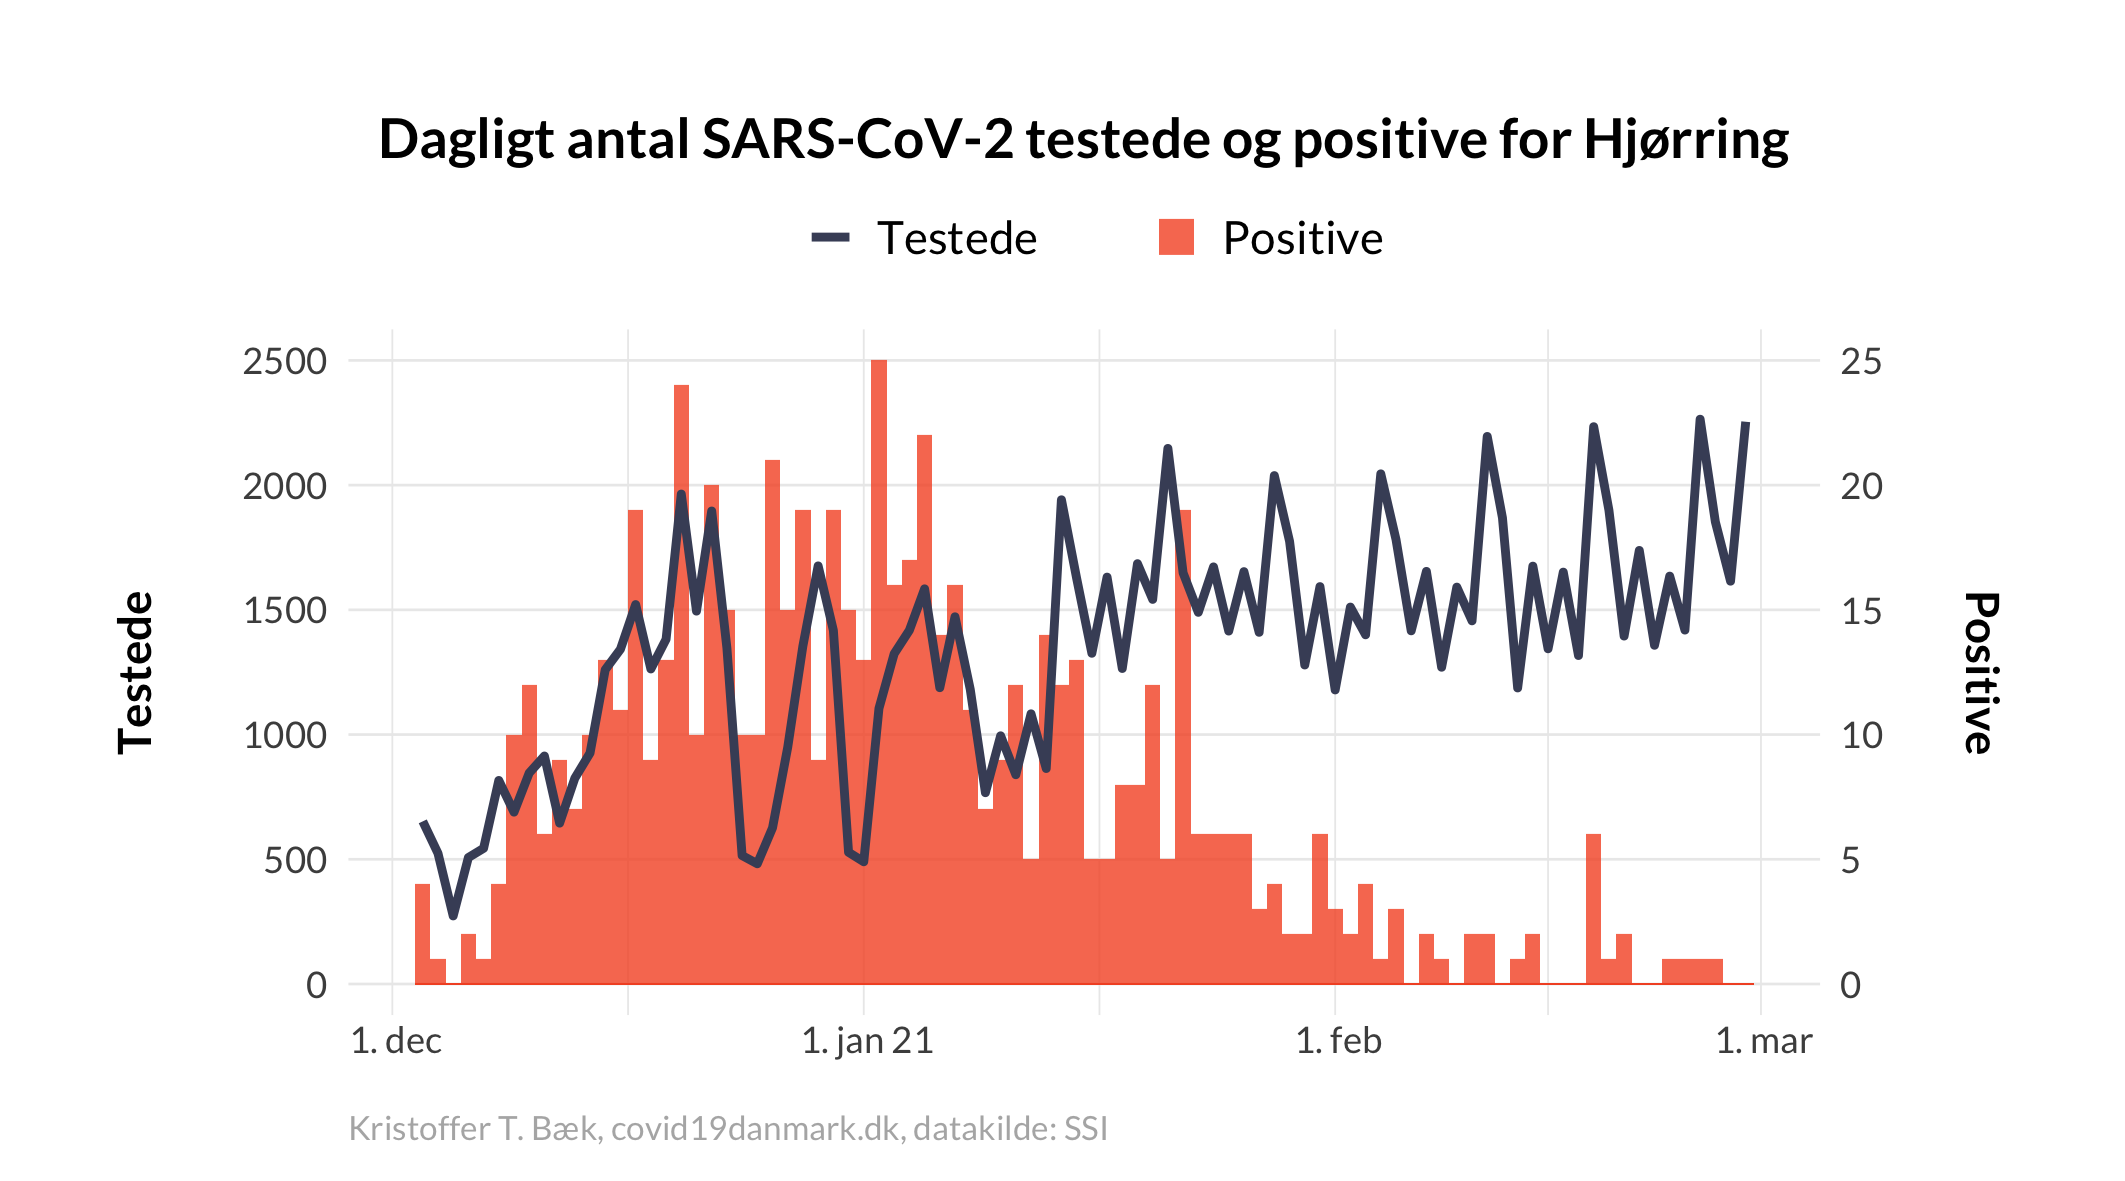 Dagligt antal SARS-CoV-2 testede og positive for Hjørring
Testede
Positive
2500
2000
1500
1000
500
0
25
20
15
10
5
0
Testede
Positive
1. dec
1. jan 21
1. feb
1. mar
Kristoffer T. Bæk, covid19danmark.dk, datakilde: SSI